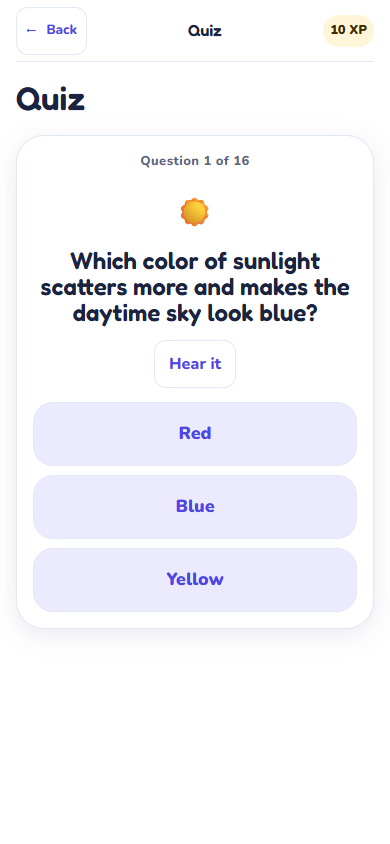 ← Back
Quiz
10 XP
Quiz
Question 1 of 16
Which color of sunlight
scatters more and makes the
daytime sky look blue?
Hear it
Red
Blue
Yellow